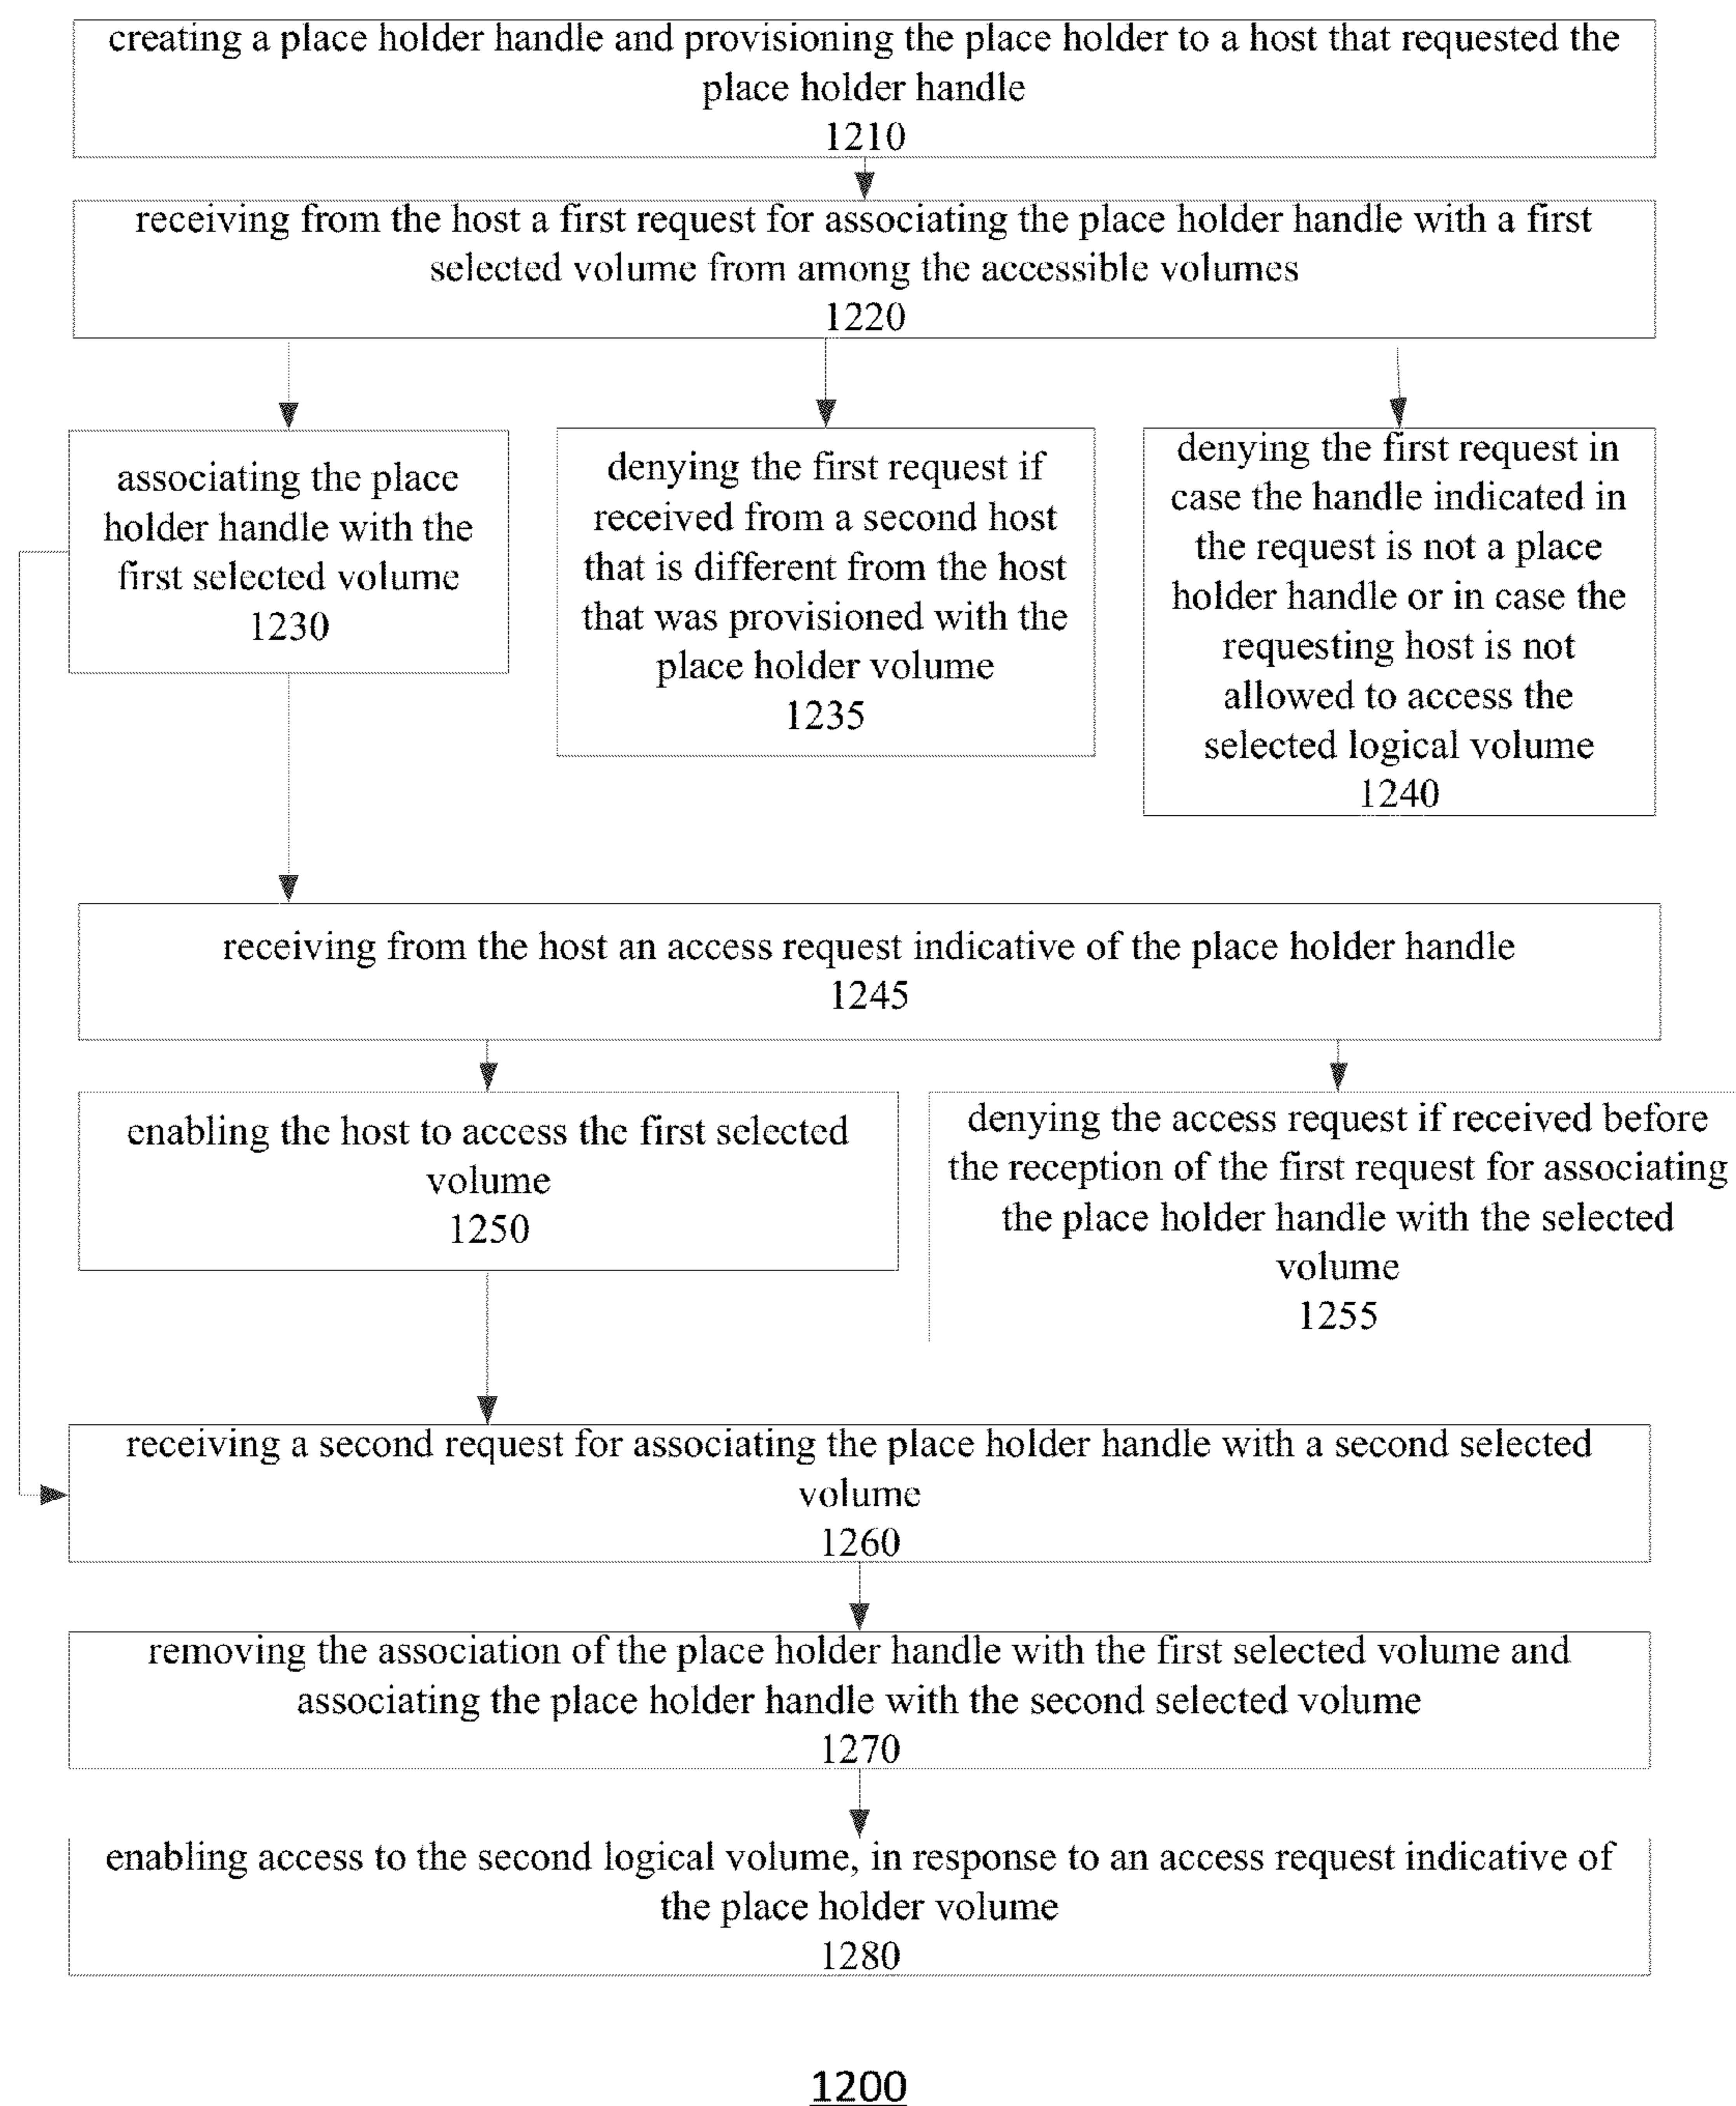 creating a place holder handle and provisioning the place holder to a host that requested the
place holder handle
1210
receiving from the host a first request for associating the place holder handle with a first
selected volume from among the accessible volumes
1220
associating the place
holder handle with the
first selected volume
1230
denying the first request if
received from a second host
that is different from the host
that was provisioned with the
place holder volume
1235
denying the first request in
case the handle indicated in
the request is not a place
holder handle or in case the
requesting host is not
allowed to access the
selected logical volume
1240
receiving from the host an access request indicative of the place holder handle
1245
enabling the host to access the first selected
volume
1250
denying the access request if received before
the reception of the first request for associating
the place holder handle with the selected
volume
1255
receiving a second request for associating the place holder handle with a second selected
volume
1260
removing the association of the place holder handle with the first selected volume and
associating the place holder handle with the second selected volume
1270
enabling access to the second logical volume, in response to an access request indicative of
the place holder volume
1280
1200